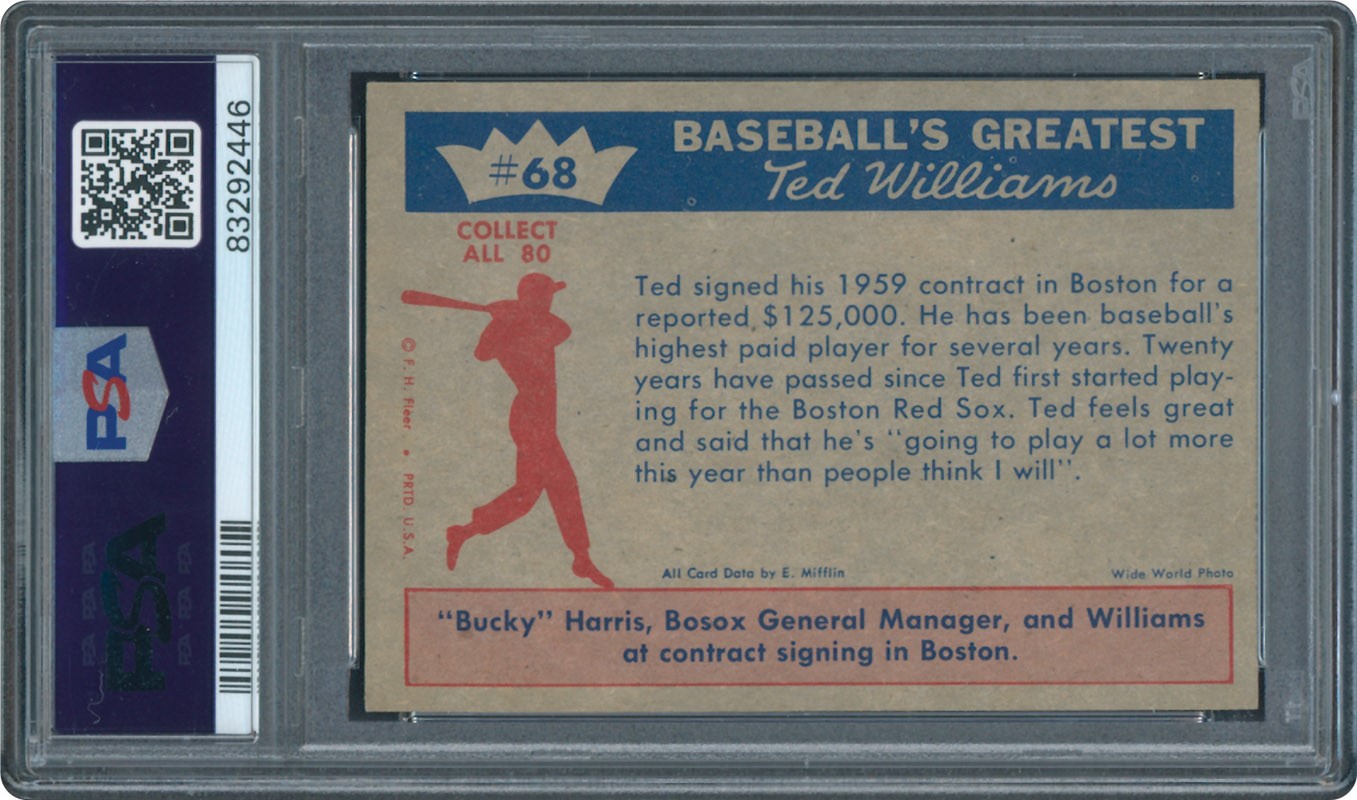 83292446
PSA
PSA
#68
BASEBALL'S GREATEST
Ted Williams
COLLECT
ALL 80
© F. H. Fleer • PRTD. U.S.A.
Ted signed his 1959 contract in Boston for a
reported $125,000. He has been baseball's
highest paid player for several years. Twenty
years have passed since Ted first started play-
ing for the Boston Red Sox. Ted feels great
and said that he's "going to play a lot more
this year than people think I will".
All Card Data by E. Mifflin
Wide World Photo
"Bucky" Harris, Bosox General Manager, and Williams
at contract signing in Boston.